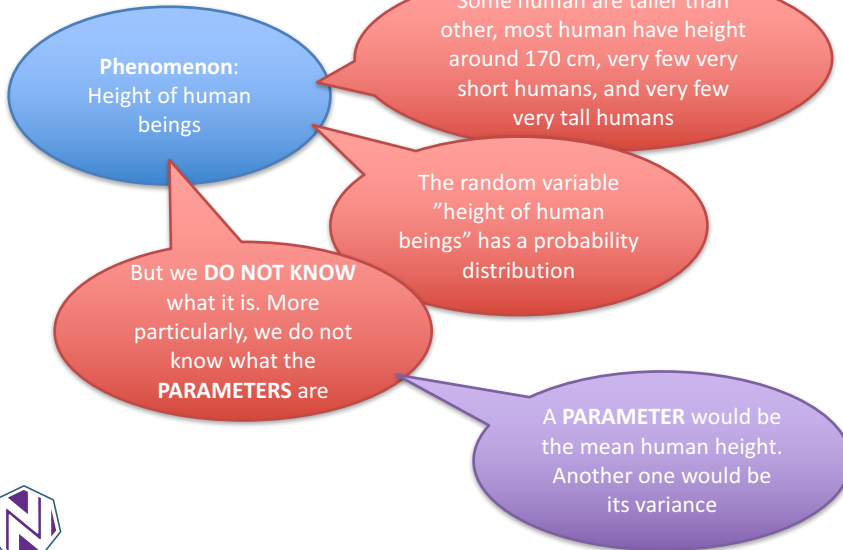 Some human are taller than
other, most human have height
around 170 cm, very few very
short humans, and very few
very tall humans
Phenomenon:
Height of human
beings
The random variable
”height of human
beings” has a probability
distribution
But we DO NOT KNOW
what it is. More
particularly, we do not
know what the
PARAMETERS are
A PARAMETER would be
the mean human height.
Another one would be
its variance